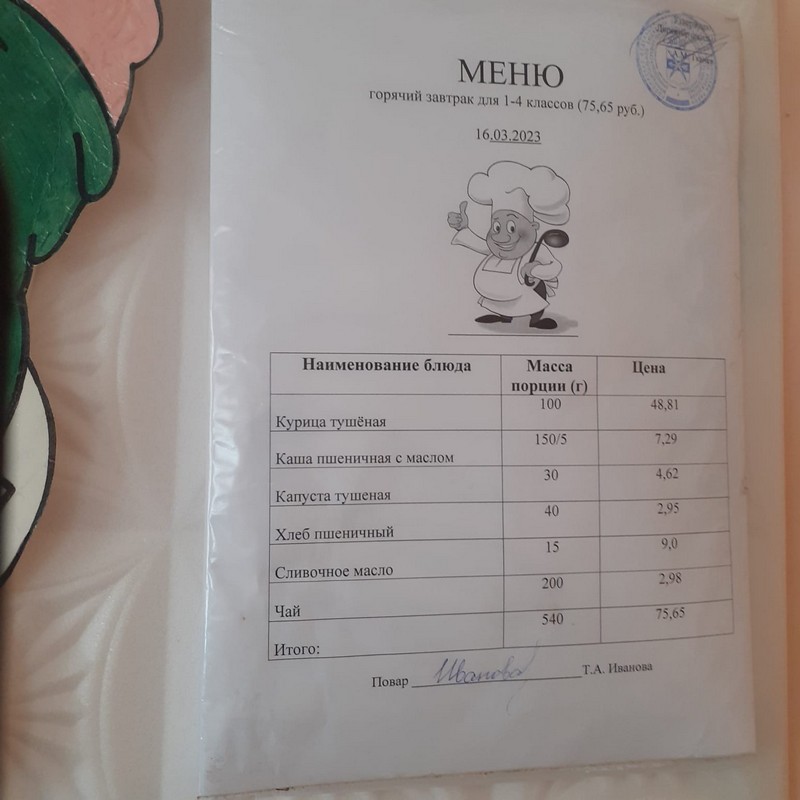 МЕНЮ
горячий завтрак для 1-4 классов (75,65 руб.)
16.03.2023
Наименование блюда Масса порции (г) Цена
Курица тушёная 100 48,81
Каша пшеничная с маслом 150/5 7,29
Капуста тушеная 30 4,62
Хлеб пшеничный 40 2,95
Сливочное масло 15 9,0
Чай 200 2,98
Итого: 540 75,65
Повар Иванова Т.А. Иванова